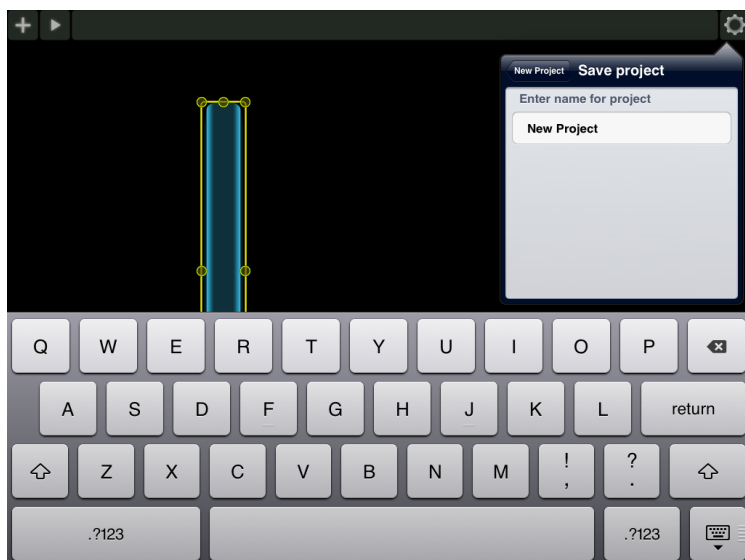 New Project Save project
Enter name for project
New Project
Q W E R T Y U I O P
A S D F G H J K L return
Z X C V B N M ! , ? .
.?123 .?123